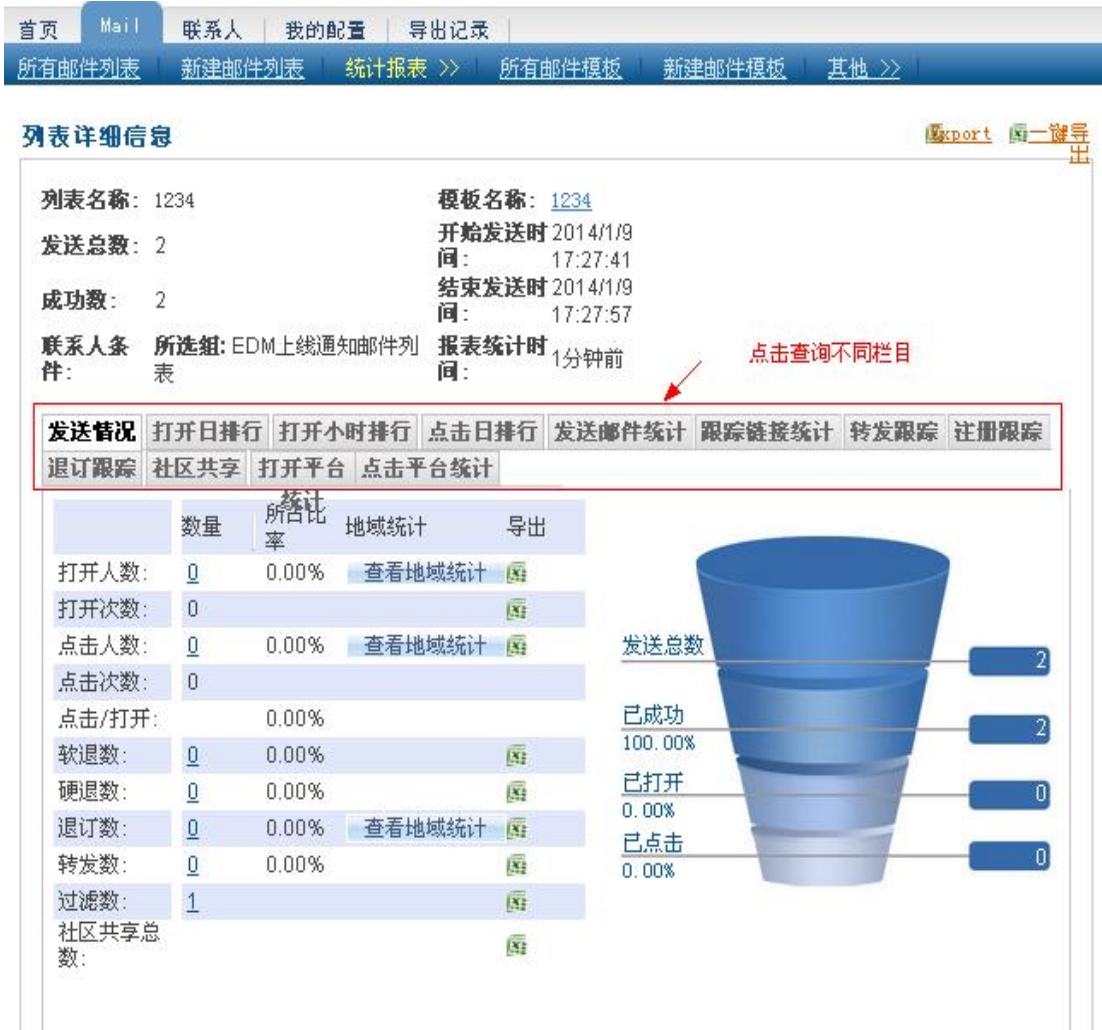 首页 Mail 联系人 我的配置 导出记录
所有邮件列表 新建邮件列表 统计报表 >> 所有邮件模板 新建邮件模板 其他 >>
列表详细信息 Export 一键导
出
列表名称: 1234 模板名称: 1234
发送总数: 2 开始发送时 2014/1/9
间: 17:27:41
成功数: 2 结束发送时 2014/1/9
间: 17:27:57
联系人条 所选组: EDM上线通知邮件列 报表统计时 1分钟前
件: 表 间:
点击查询不同栏目
发送情况 打开日排行 打开小时排行 点击日排行 发送邮件统计 跟踪链接统计 转发跟踪 注册跟踪
退订跟踪 社区共享 打开平台 点击平台统计
统计
数量 所占比 地域统计 导出
率
打开人数: 0 0.00% 查看地域统计
打开次数: 0
点击人数: 0 0.00% 查看地域统计
点击次数: 0
点击/打开: 0.00%
软退数: 0 0.00%
硬退数: 0 0.00%
退订数: 0 0.00% 查看地域统计
转发数: 0 0.00%
过滤数: 1
社区共享总
数:
发送总数 2
已成功 2
100.00%
已打开 0
0.00%
已点击 0
0.00%